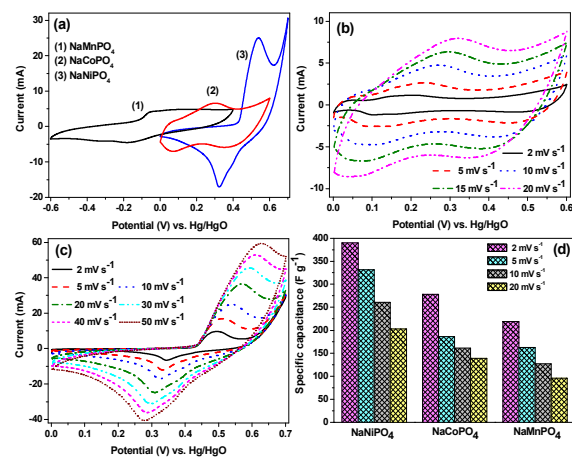 (a)
(1) NaMnPO4
(2) NaCoPO4
(3) NaNiPO4
(1)
(2)
(3)
30
20
10
0
-10
-20
Current (mA)
-0.6 -0.4 -0.2 0.0 0.2 0.4 0.6
Potential (V) vs. Hg/HgO
(b)
10
5
0
-5
-10
Current (mA)
2 mV s-1
5 mV s-1
10 mV s-1
15 mV s-1
20 mV s-1
0.0 0.1 0.2 0.3 0.4 0.5 0.6
Potential (V) vs. Hg/HgO
(c)
2 mV s-1
5 mV s-1
10 mV s-1
20 mV s-1
30 mV s-1
40 mV s-1
50 mV s-1
60
40
20
0
-20
-40
Current (mA)
0.0 0.1 0.2 0.3 0.4 0.5 0.6 0.7
Potential (V) vs. Hg/HgO
(d)
2 mV s-1
5 mV s-1
10 mV s-1
20 mV s-1
400
350
300
250
200
150
100
50
0
Specific capacitance (F g-1)
NaNiPO4 NaCoPO4 NaMnPO4